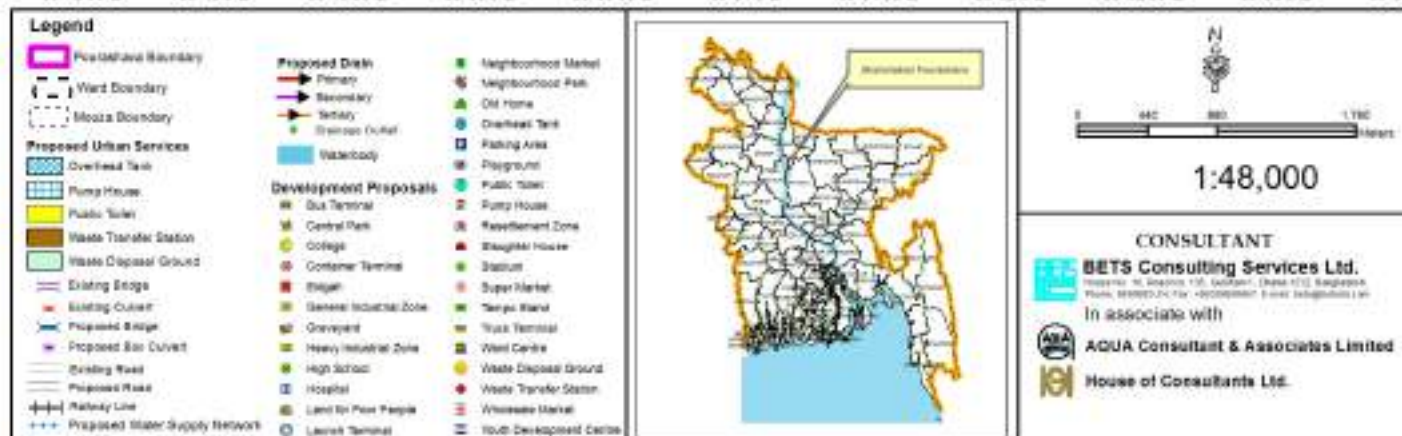 Legend
Pourashava Boundary
Ward Boundary
Mouza Boundary
Proposed Urban Services
Overhead Tank
Pump House
Public Toilet
Waste Transfer Station
Waste Disposal Ground
Existing Bridge
Existing Culvert
Proposed Bridge
Proposed Box Culvert
Existing Road
Proposed Road
Railway Line
Proposed Water Supply Network
Proposed Drain
Primary
Secondary
Tertiary
Drainage Outfall
Waterbody
Development Proposals
Bus Terminal
Central Park
College
Container Terminal
Eidgah
General Industrial Zone
Graveyard
Heavy Industrial Zone
High School
Hospital
Land for Poor People
Launch Terminal
Neighbourhood Market
Neighbourhood Park
Old Home
Overhead Tank
Parking Area
Playground
Public Toilet
Pump House
Resettlement Zone
Slaughter House
Stadium
Super Market
Tempo Stand
Truck Terminal
Ward Centre
Waste Disposal Ground
Waste Transfer Station
Wholesale Market
Youth Development Centre
N
0 440 880 1,760
Meters
1:48,000
CONSULTANT
BETS Consulting Services Ltd.
In associate with
AQUA Consultant & Associates Limited
House of Consultants Ltd.